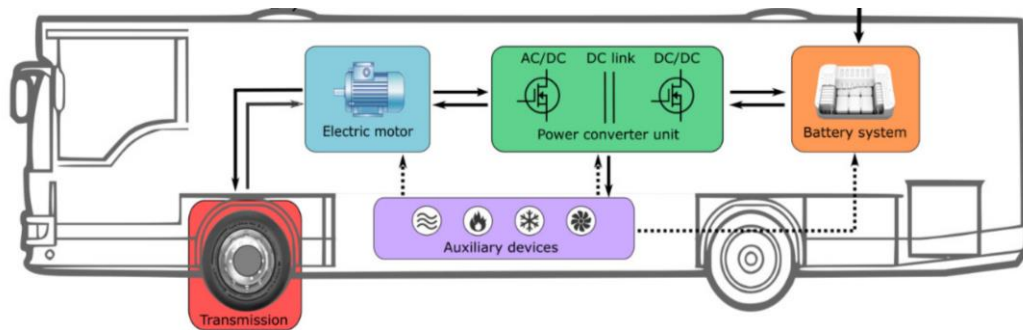 AC/DC DC link DC/DC
Electric motor
Power converter unit
Battery system
Auxiliary devices
Transmission